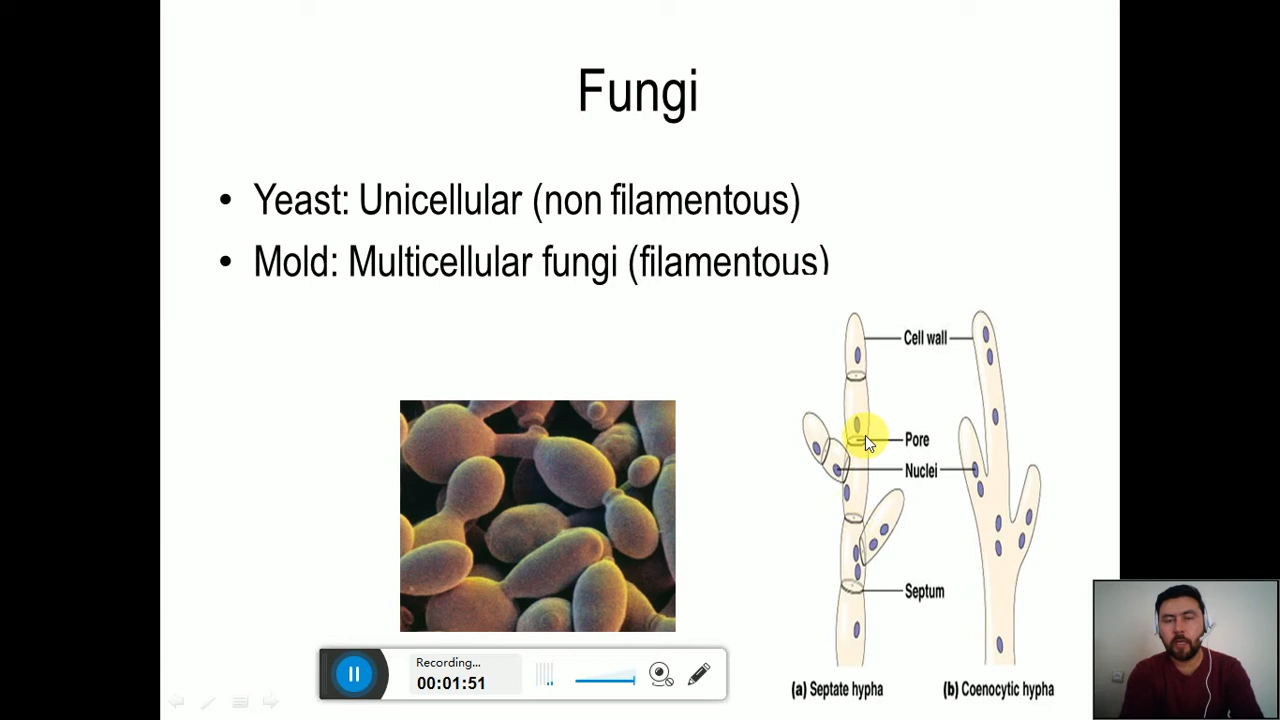 Fungi
• Yeast: Unicellular (non filamentous)
• Mold: Multicellular fungi (filamentous)
Cell wall
Pore
Nuclei
Septum
(a) Septate hypha
(b) Coenocytic hypha
Recording...
00:01:51